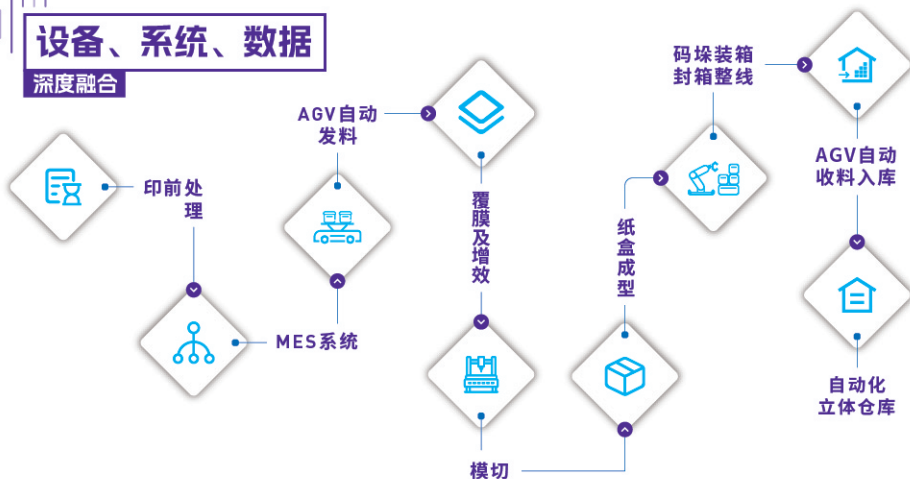 设备、系统、数据
深度融合
印前处
理
MES系统
AGV自动
发料
覆膜及增效
模切
纸盒成型
码垛装箱
封箱整线
AGV自动
收料入库
自动化
立体仓库